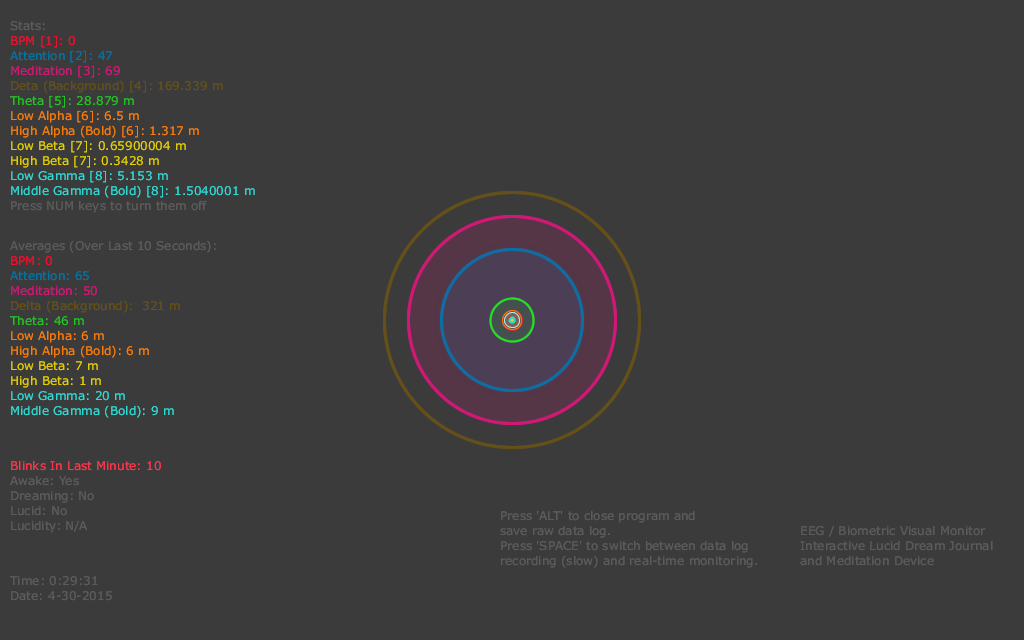 Stats:
BPM [1]: 0
Attention [2]: 47
Meditation [3]: 69
Deta (Background) [4]: 169.339 m
Theta [5]: 28.879 m
Low Alpha [6]: 6.5 m
High Alpha (Bold) [6]: 1.317 m
Low Beta [7]: 0.65900004 m
High Beta [7]: 0.3428 m
Low Gamma [8]: 5.153 m
Middle Gamma (Bold) [8]: 1.5040001 m
Press NUM keys to turn them off
Averages (Over Last 10 Seconds):
BPM: 0
Attention: 65
Meditation: 50
Delta (Background):  321 m
Theta: 46 m
Low Alpha: 6 m
High Alpha (Bold): 6 m
Low Beta: 7 m
High Beta: 1 m
Low Gamma: 20 m
Middle Gamma (Bold): 9 m
Blinks In Last Minute: 10
Awake: Yes
Dreaming: No
Lucid: No
Lucidity: N/A
Time: 0:29:31
Date: 4-30-2015
Press 'ALT' to close program and
save raw data log.
Press 'SPACE' to switch between data log
recording (slow) and real-time monitoring.
EEG / Biometric Visual Monitor
Interactive Lucid Dream Journal
and Meditation Device